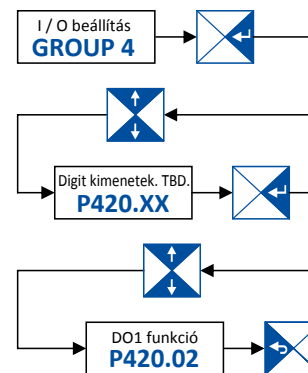 I / O beállítás
GROUP 4
Digit kimenetek. TBD.
P420.XX
DO1 funkció
P420.02